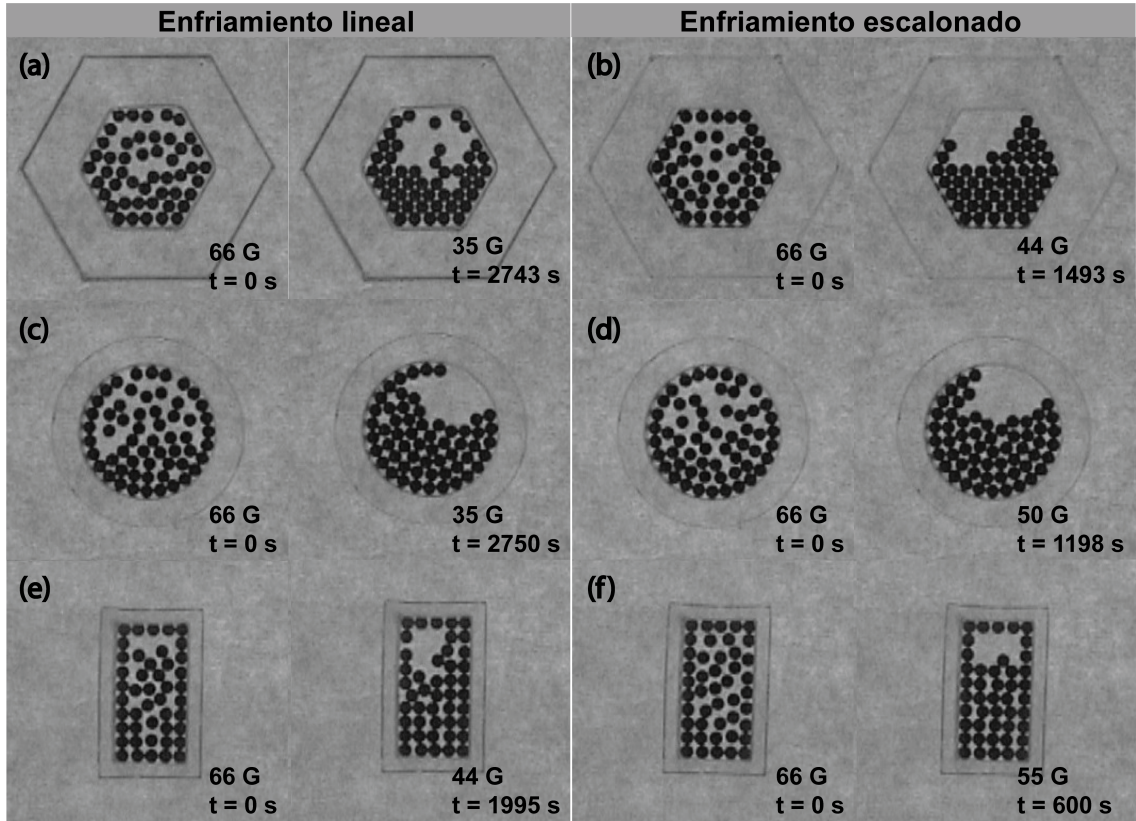 Enfriamiento lineal
Enfriamiento escalonado
(a)
66 G
t = 0 s
35 G
t = 2743 s
(b)
66 G
t = 0 s
44 G
t = 1493 s
(c)
66 G
t = 0 s
35 G
t = 2750 s
(d)
66 G
t = 0 s
50 G
t = 1198 s
(e)
66 G
t = 0 s
44 G
t = 1995 s
(f)
66 G
t = 0 s
55 G
t = 600 s